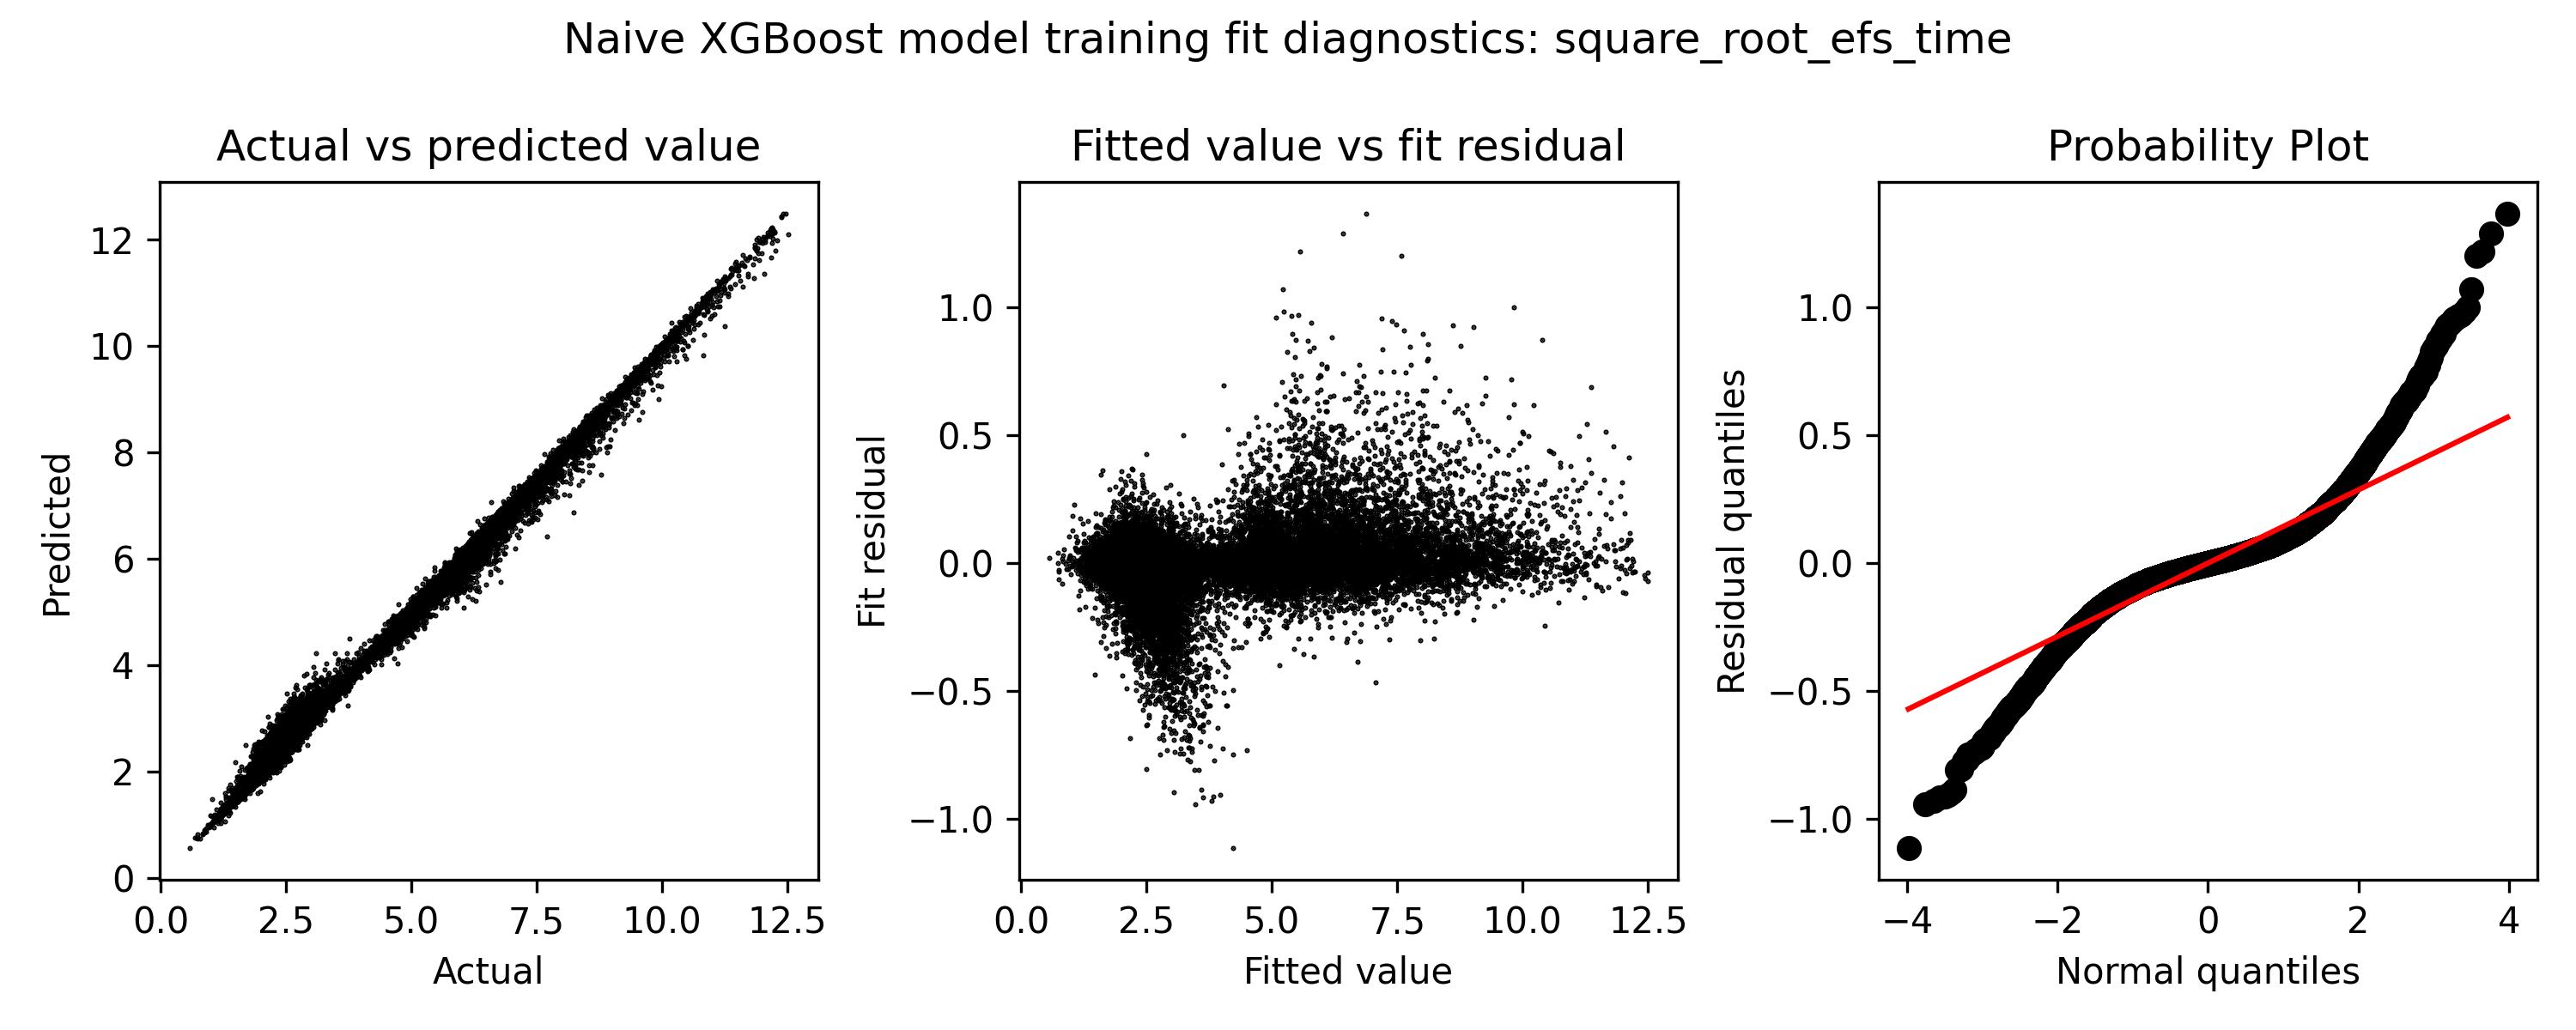 Naive XGBoost model training fit diagnostics: square_root_efs_time
Actual vs predicted value
Predicted
12
10
8
6
4
2
0
0.0 2.5 5.0 7.5 10.0 12.5
Actual
Fitted value vs fit residual
Fit residual
1.0
0.5
0.0
−0.5
−1.0
0.0 2.5 5.0 7.5 10.0 12.5
Fitted value
Probability Plot
Residual quantiles
1.0
0.5
0.0
−0.5
−1.0
−4 −2 0 2 4
Normal quantiles